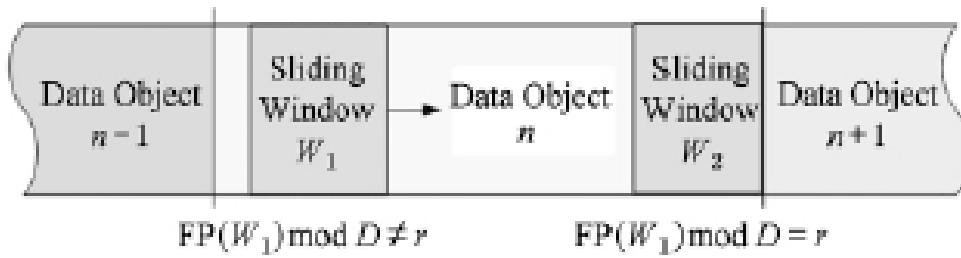 Data Object
n − 1
Sliding
Window
W₁
Data Object
n
Sliding
Window
W₂
Data Object
n + 1
FP(W₁) mod D ≠ r
FP(W₁) mod D = r